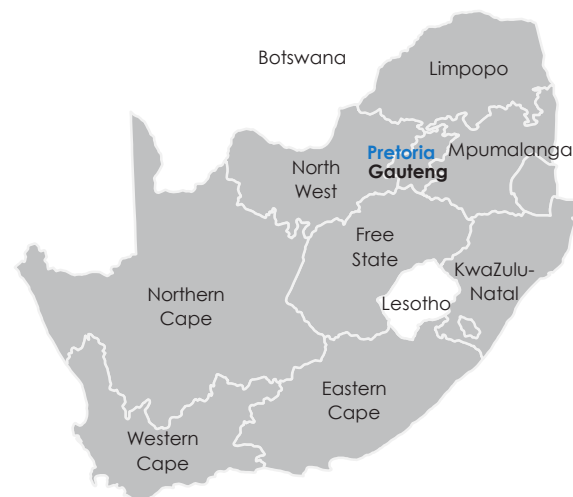 Botswana
Limpopo
Pretoria
Gauteng
Mpumalanga
North
West
Free
State
KwaZulu-
Natal
Lesotho
Northern
Cape
Eastern
Cape
Western
Cape